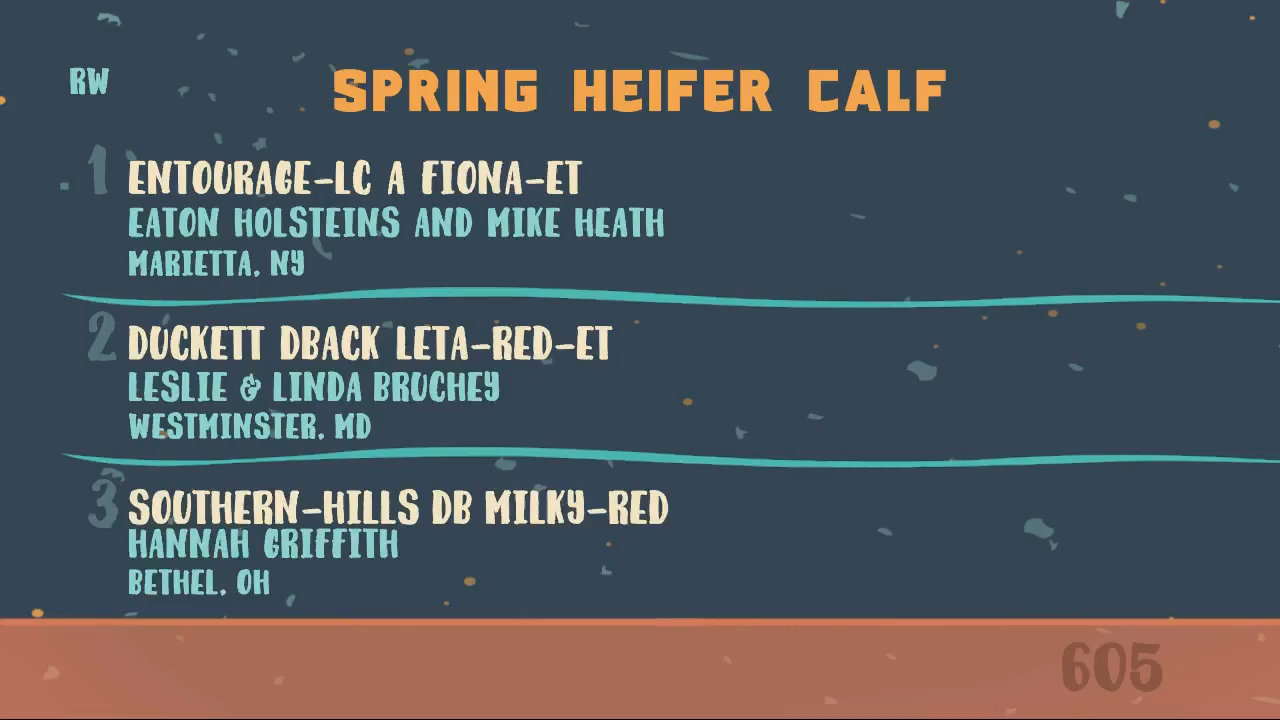 RW
SPRING HEIFER CALF
1 ENTOURAGE-LC A FIONA-ET
EATON HOLSTEINS AND MIKE HEATH
MARIETTA, NY
2 DUCKETT DBACK LETA-RED-ET
LESLIE & LINDA BRUCHEY
WESTMINSTER, MD
3 SOUTHERN-HILLS DB MILKY-RED
HANNAH GRIFFITH
BETHEL, OH
605